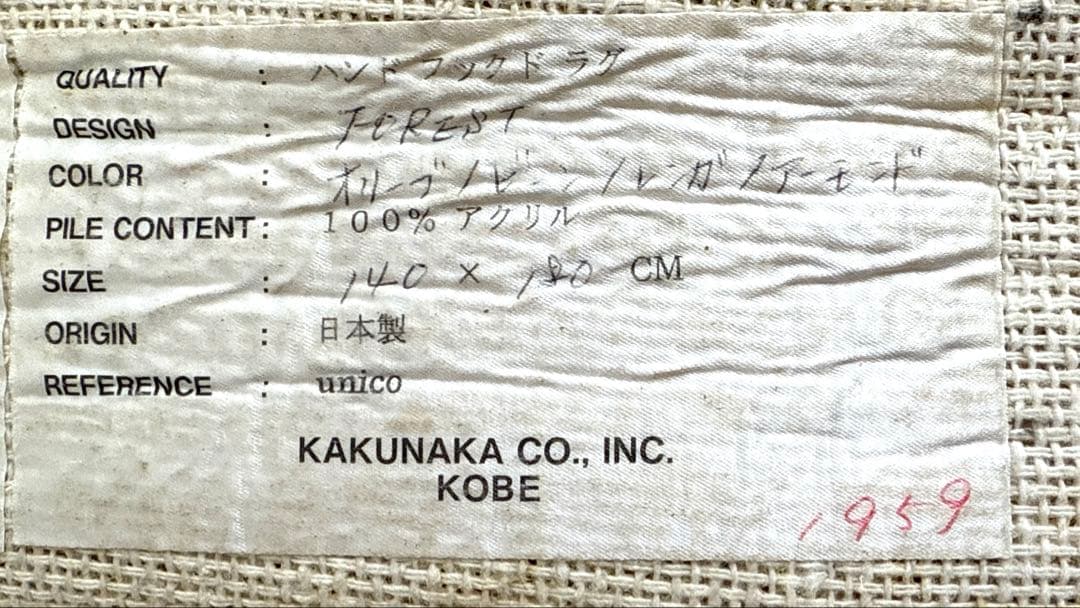 QUALITY : ハンドフックドラグ
DESIGN : FOREST
COLOR : オリーブ/ビーン/レンガ/アーモンド
PILE CONTENT : 100% アクリル
SIZE : 140 × 180 CM
ORIGIN : 日本製
REFERENCE : unico
KAKUNAKA CO., INC.
KOBE
1959